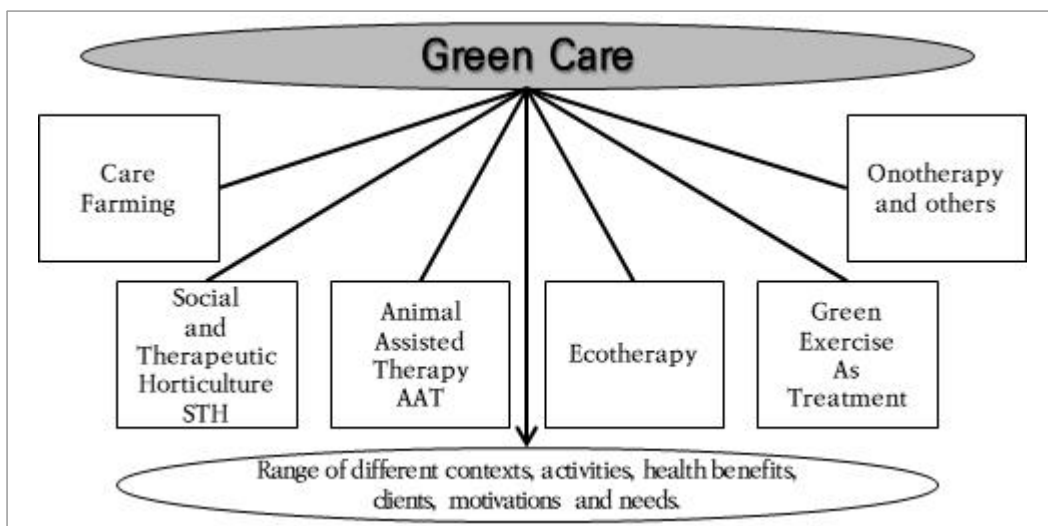 Green Care
Care
Farming
Onotherapy
and others
Social
and
Therapeutic
Horticulture
STH
Animal
Assisted
Therapy
AAT
Ecotherapy
Green
Exercise
As
Treatment
Range of different contexts, activities, health benefits,
clients, motivations and needs.